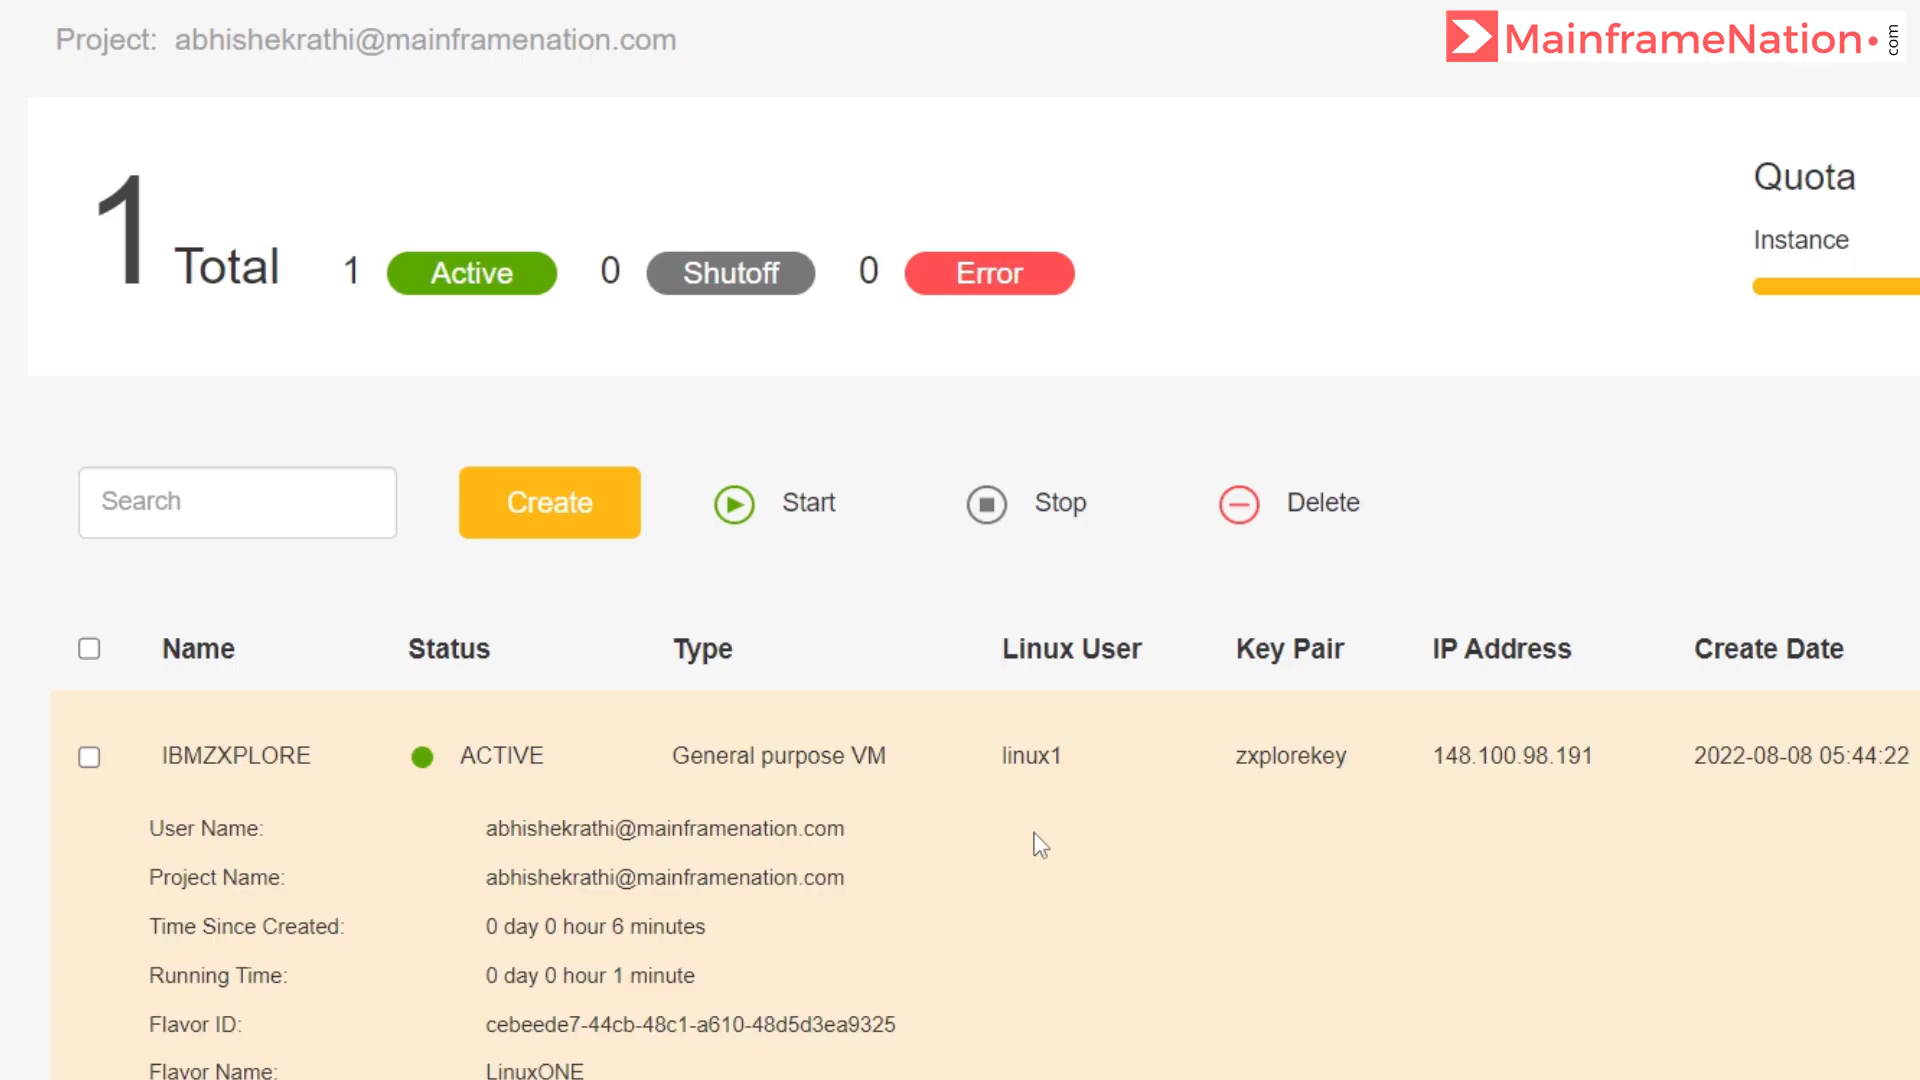 Project: abhishekrathi@mainframenation.com
MainframeNation.com
1 Total 1 Active 0 Shutoff 0 Error
Quota
Instance
Search Create Start Stop Delete
Name Status Type Linux User Key Pair IP Address Create Date
IBMZXPLORE ACTIVE General purpose VM linux1 zxplorekey 148.100.98.191 2022-08-08 05:44:22
User Name: abhishekrathi@mainframenation.com
Project Name: abhishekrathi@mainframenation.com
Time Since Created: 0 day 0 hour 6 minutes
Running Time: 0 day 0 hour 1 minute
Flavor ID: cebeede7-44cb-48c1-a610-48d5d3ea9325
Flavor Name: LinuxONE